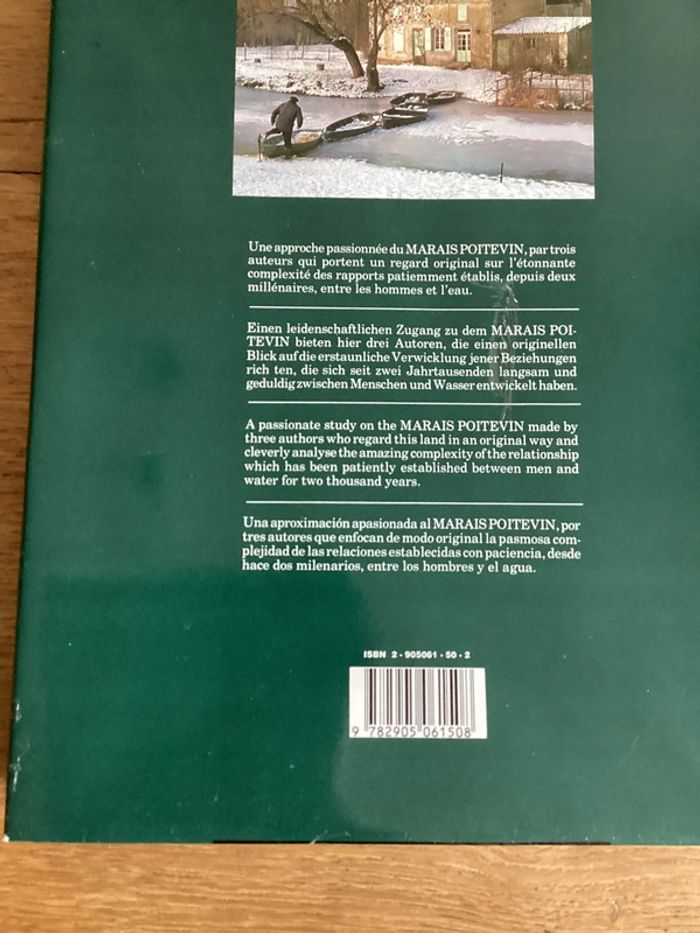 Une approche passionnée du MARAIS POITEVIN, par trois
auteurs qui portent un regard original sur l'étonnante
complexité des rapports patiemment établis, depuis deux
millénaires, entre les hommes et l'eau.
Einen leidenschaftlichen Zugang zu dem MARAIS POI-
TEVIN bieten hier drei Autoren, die einen originellen
Blick auf die erstaunliche Verwicklung jener Beziehungen
rich ten, die sich seit zwei Jahrtausenden langsam und
geduldig zwischen Menschen und Wasser entwickelt haben.
A passionate study on the MARAIS POITEVIN made by
three authors who regard this land in an original way and
cleverly analyse the amazing complexity of the relationship
which has been patiently established between men and
water for two thousand years.
Una aproximación apasionada al MARAIS POITEVIN, por
tres autores que enfocan de modo original la pasmosa com-
plejidad de las relaciones establecidas con paciencia, desde
hace dos milenarios, entre los hombres y el agua.
ISBN 2-905061-50-2
9 782905 061508